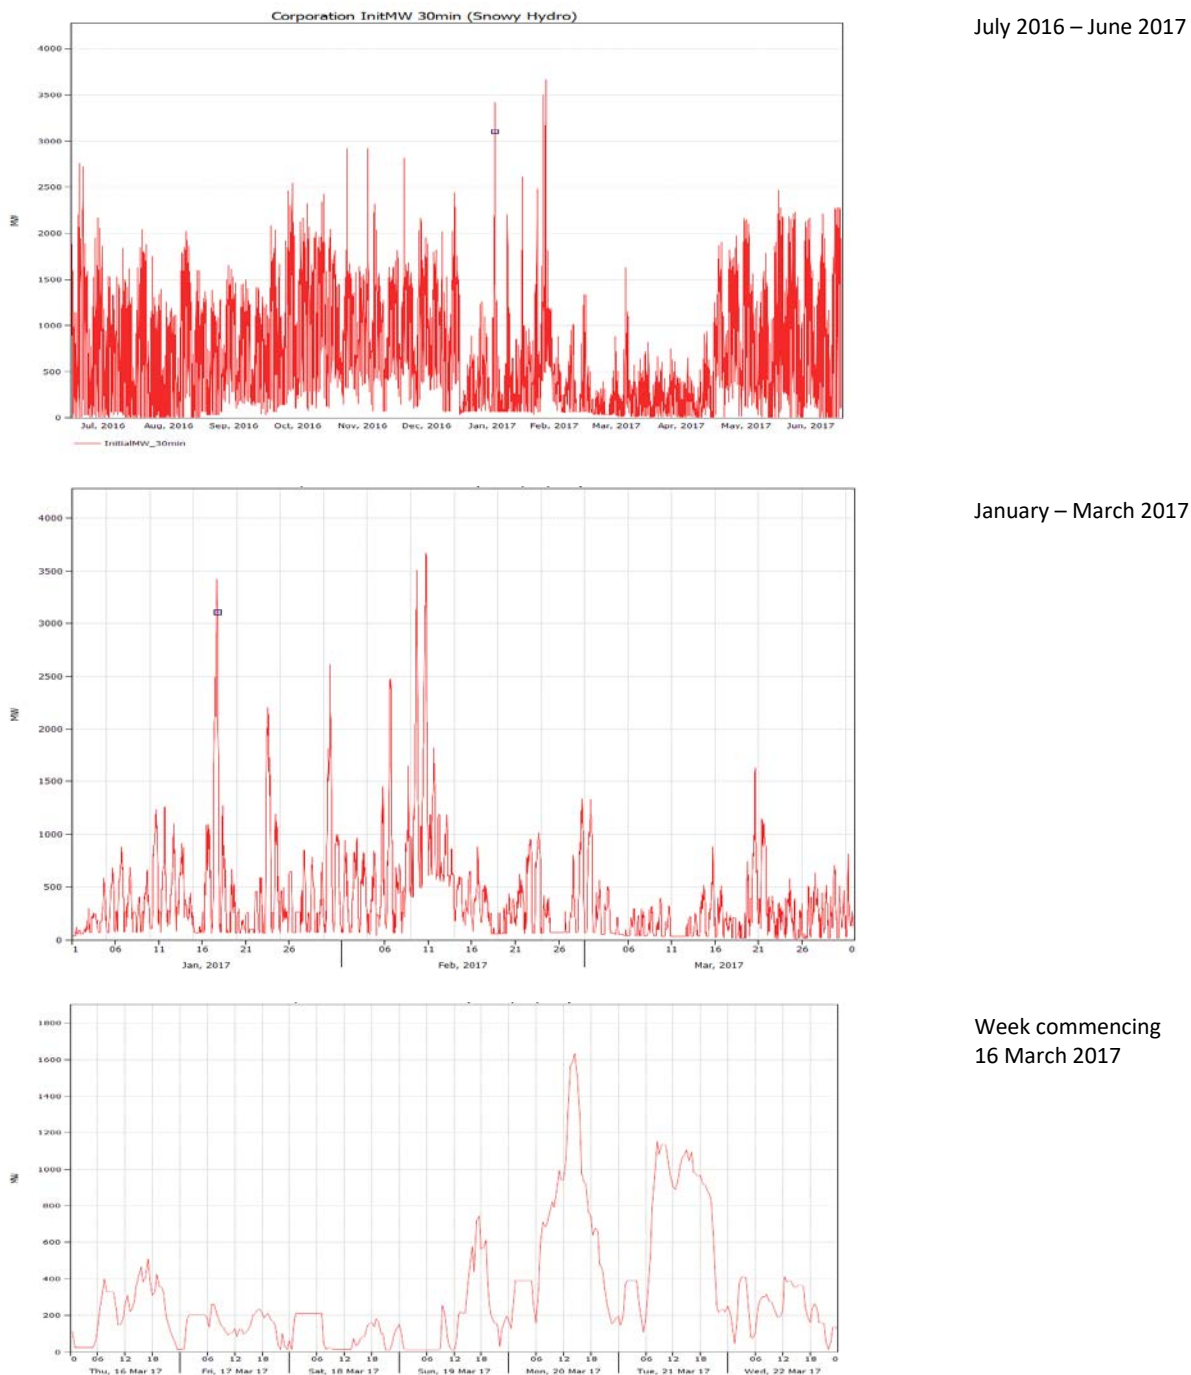 Corporation InitMW 30min (Snowy Hydro)
July 2016 – June 2017
4000
3500
3000
2500
2000
1500
1000
500
0
MW
Jul, 2016 Aug, 2016 Sep, 2016 Oct, 2016 Nov, 2016 Dec, 2016 Jan, 2017 Feb, 2017 Mar, 2017 Apr, 2017 May, 2017 Jun, 2017
InitialMW_30min
January – March 2017
4000
3500
3000
2500
2000
1500
1000
500
0
MW
1 06 11 16 21 26 06 11 16 21 26 06 11 16 21 26 0
Jan, 2017 Feb, 2017 Mar, 2017
Week commencing
16 March 2017
1800
1600
1400
1200
1000
800
600
400
200
0
MW
0 06 12 18 06 12 18 06 12 18 06 12 18 06 12 18 06 12 18 06 12 18 0
Thu, 16 Mar 17 Fri, 17 Mar 17 Sat, 18 Mar 17 Sun, 19 Mar 17 Mon, 20 Mar 17 Tue, 21 Mar 17 Wed, 22 Mar 17